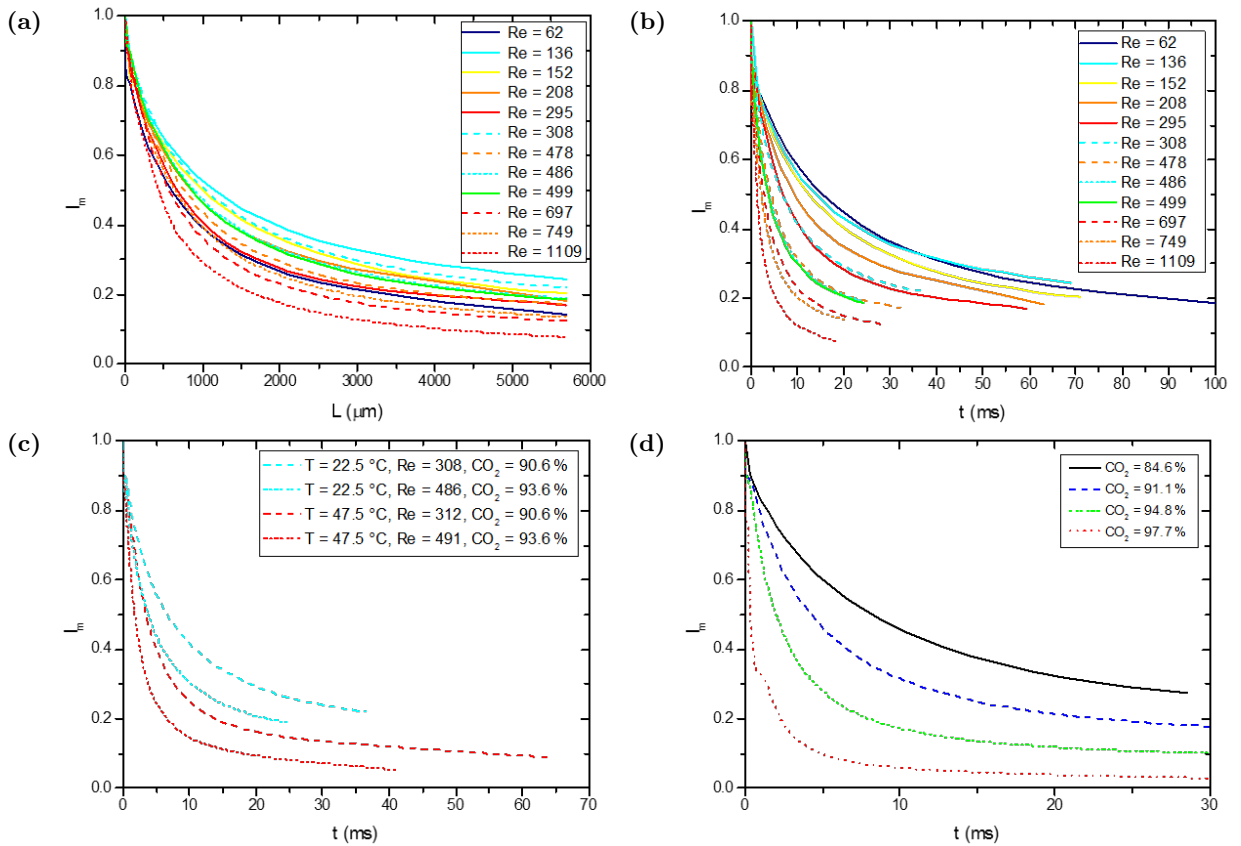 (a)
1.0
0.8
0.6
0.4
0.2
0.0
I_m
0
1000
2000
3000
4000
5000
6000
L (μm)
Re = 62
Re = 136
Re = 152
Re = 208
Re = 295
Re = 308
Re = 478
Re = 486
Re = 499
Re = 697
Re = 749
Re = 1109
(b)
1.0
0.8
0.6
0.4
0.2
0.0
I_m
0
10
20
30
40
50
60
70
80
90
100
t (ms)
Re = 62
Re = 136
Re = 152
Re = 208
Re = 295
Re = 308
Re = 478
Re = 486
Re = 499
Re = 697
Re = 749
Re = 1109
(c)
1.0
0.8
0.6
0.4
0.2
0.0
I_m
0
10
20
30
40
50
60
70
t (ms)
T = 22.5 °C, Re = 308, CO₂ = 90.6%
T = 22.5 °C, Re = 486, CO₂ = 93.6%
T = 47.5 °C, Re = 312, CO₂ = 90.6%
T = 47.5 °C, Re = 491, CO₂ = 93.6%
(d)
1.0
0.8
0.6
0.4
0.2
0.0
I_m
0
10
20
30
t (ms)
CO₂ = 84.6%
CO₂ = 91.1%
CO₂ = 94.8%
CO₂ = 97.7%